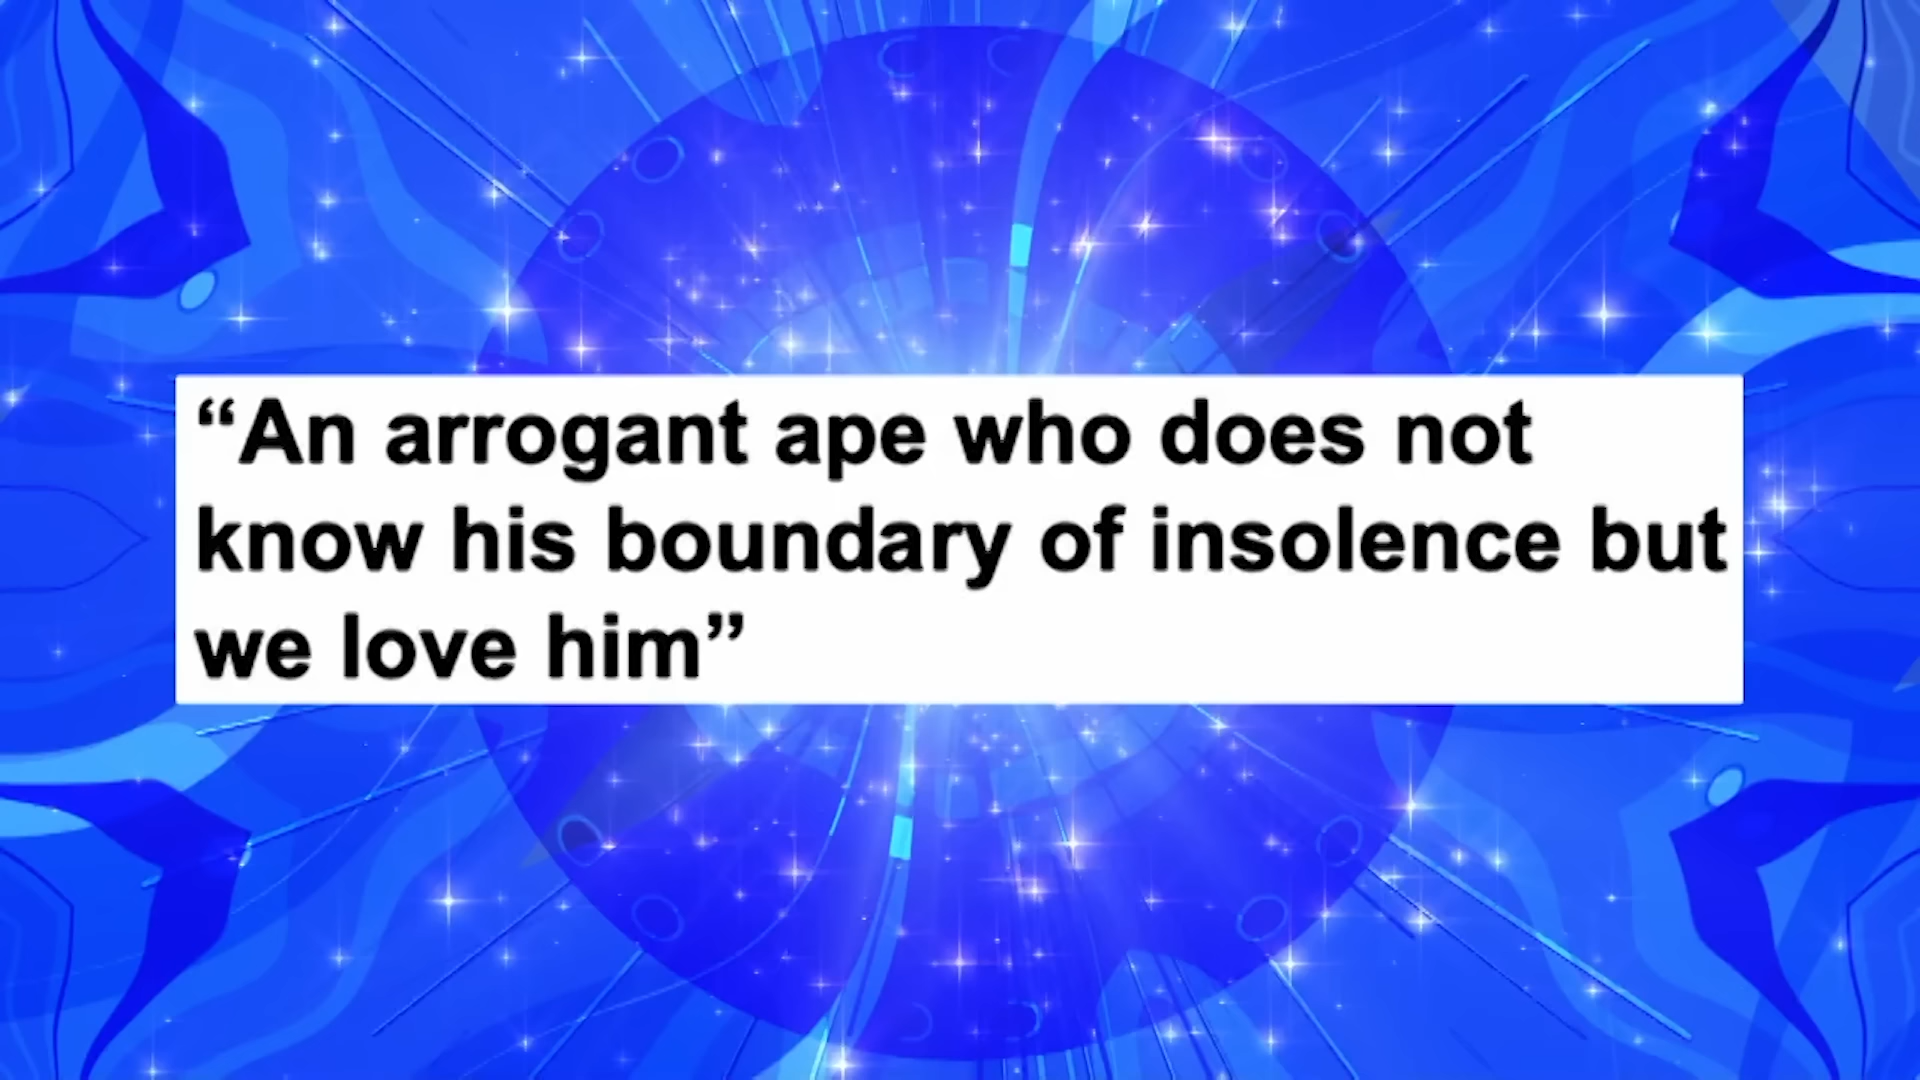 “An arrogant ape who does not
know his boundary of insolence but
we love him”